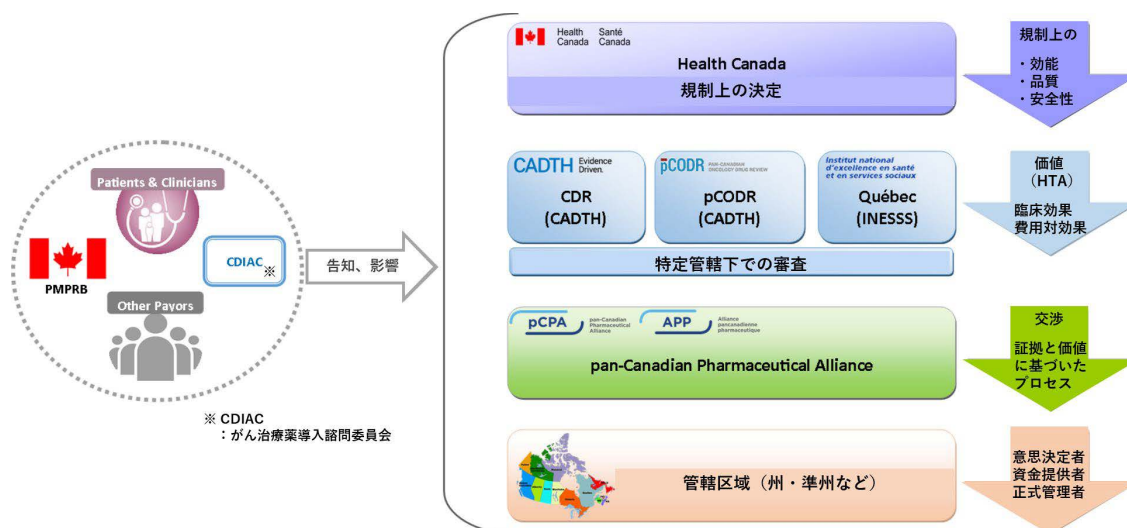 Patients & Clinicians
PMPRB
CDIAC
※
Other Payors
※ CDIAC
：がん治療薬導入諮問委員会
告知、影響
Health Canada
Santé Canada
Health Canada
規制上の決定
規制上の
・効能
・品質
・安全性
CADTH Evidence Driven.
CDR
(CADTH)
pCODR PAN-CANADIAN ONCOLOGY DRUG REVIEW
pCODR
(CADTH)
Institut national
d'excellence en santé
et en services sociaux
Québec
(INESSS)
特定管轄下での審査
価値
（HTA）
臨床効果
費用対効果
pCPA pan-Canadian Pharmaceutical Alliance
APP Alliance pancanadienne pharmaceutique
pan-Canadian Pharmaceutical Alliance
交渉
証拠と価値
に基づいた
プロセス
管轄区域（州・準州など）
意思決定者
資金提供者
正式管理者